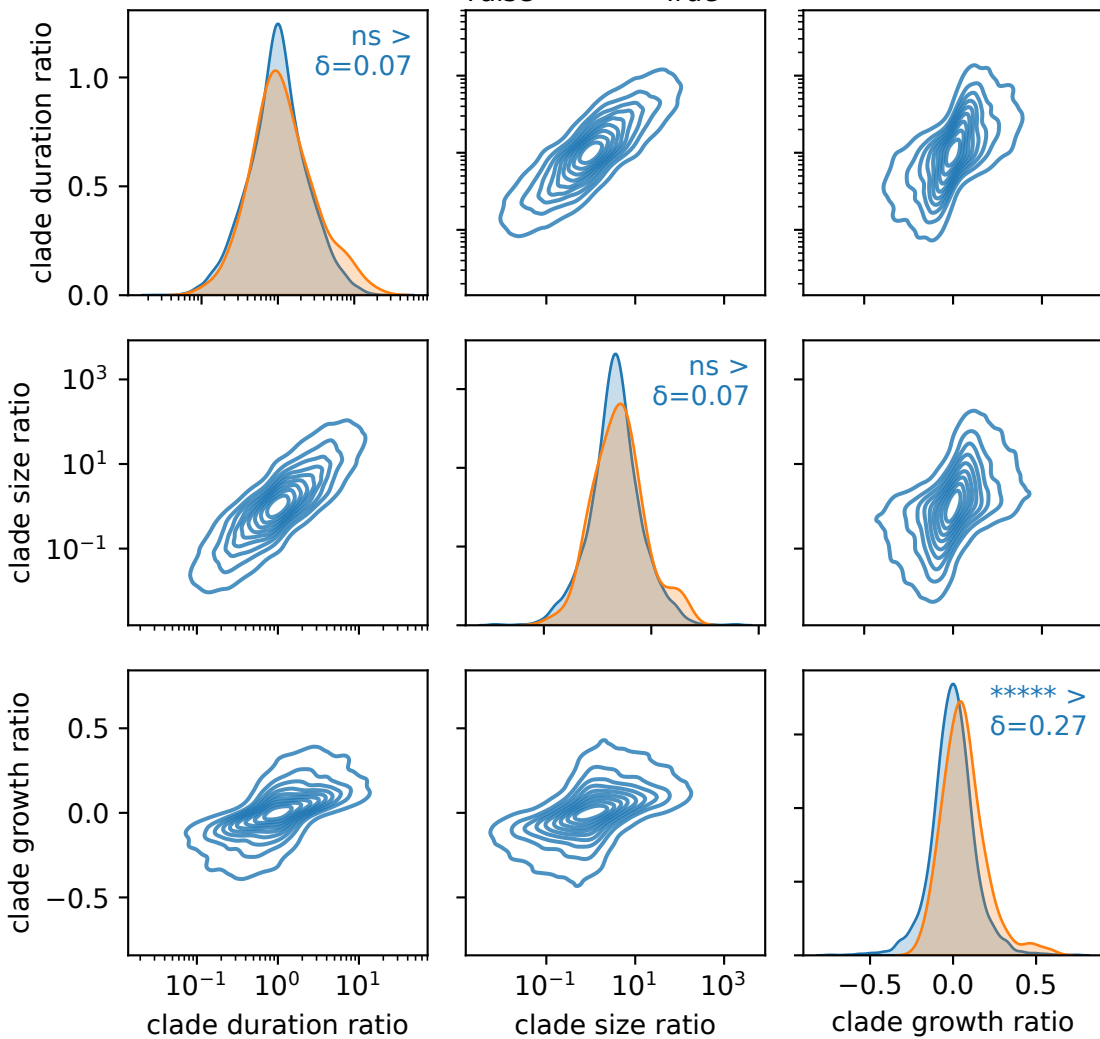 clade duration ratio
1.0
0.5
0.0
ns >
δ=0.07
clade size ratio
10³
10¹
10⁻¹
ns >
δ=0.07
clade growth ratio
0.5
0.0
−0.5
***** >
δ=0.27
10⁻¹ 10⁰ 10¹
10⁻¹ 10¹ 10³
−0.5 0.0 0.5
clade duration ratio
clade size ratio
clade growth ratio